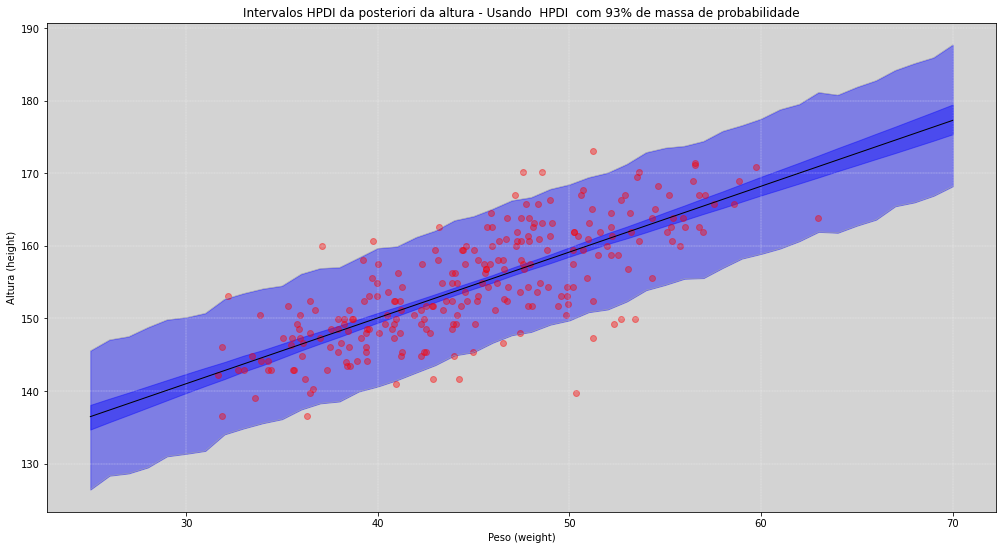 Intervalos HPDI da posteriori da altura - Usando  HPDI  com 93% de massa de probabilidade
190
180
170
160
150
140
130
Altura (height)
30 40 50 60 70
Peso (weight)